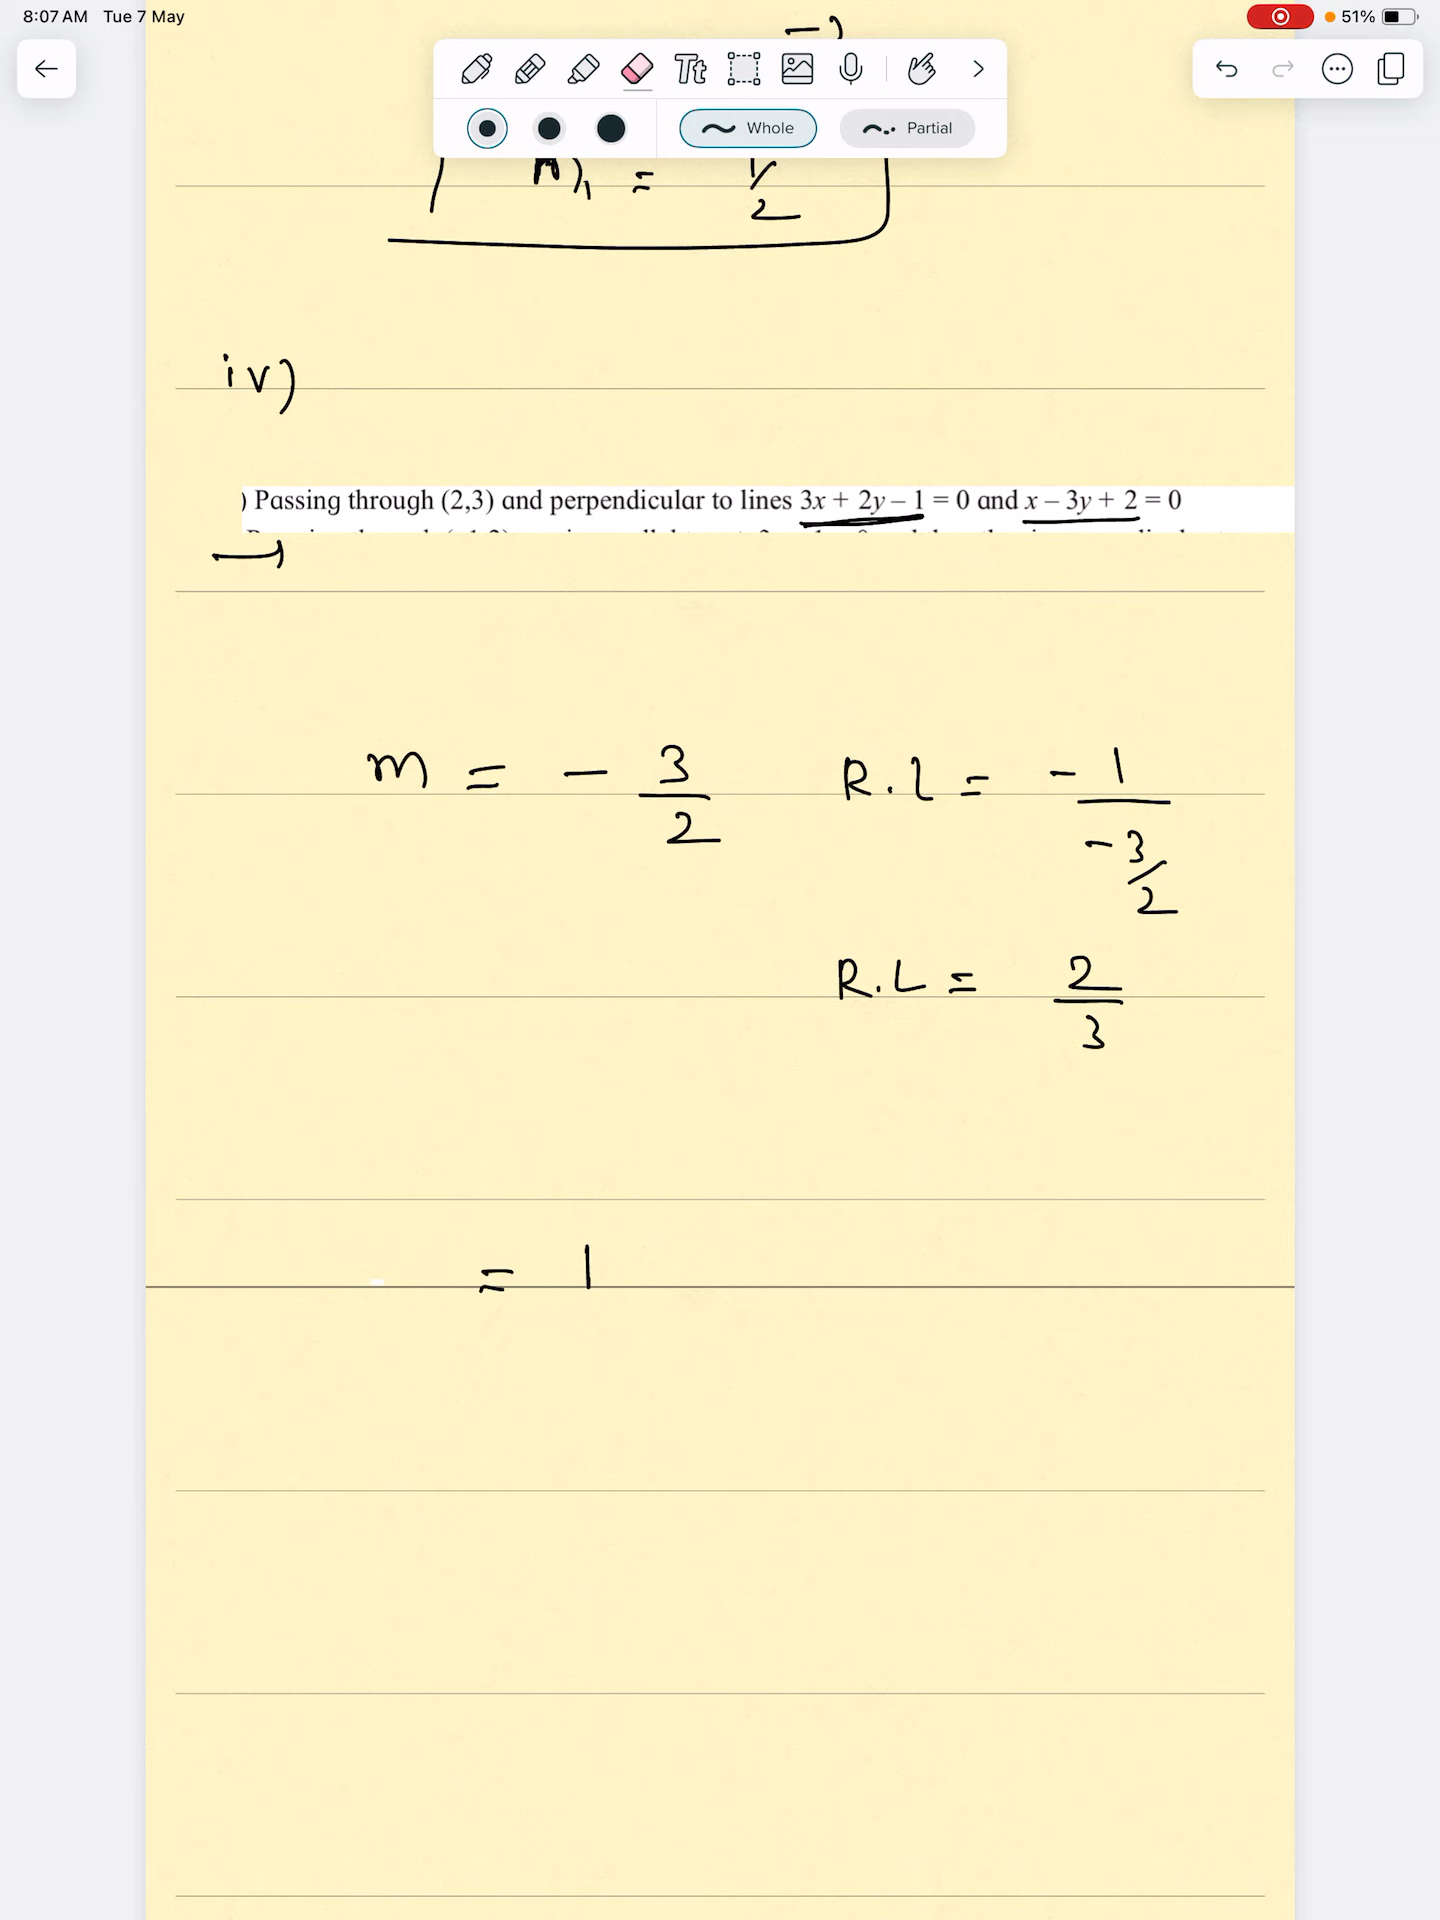 8:07 AM Tue 7 May
51%
Tt
Whole
Partial
= 1/2
iv)
) Passing through (2,3) and perpendicular to lines 3x + 2y – 1 = 0 and x – 3y + 2 = 0
m = - 3/2 R.L = - 1/-3/2
R.L = 2/3
= 1